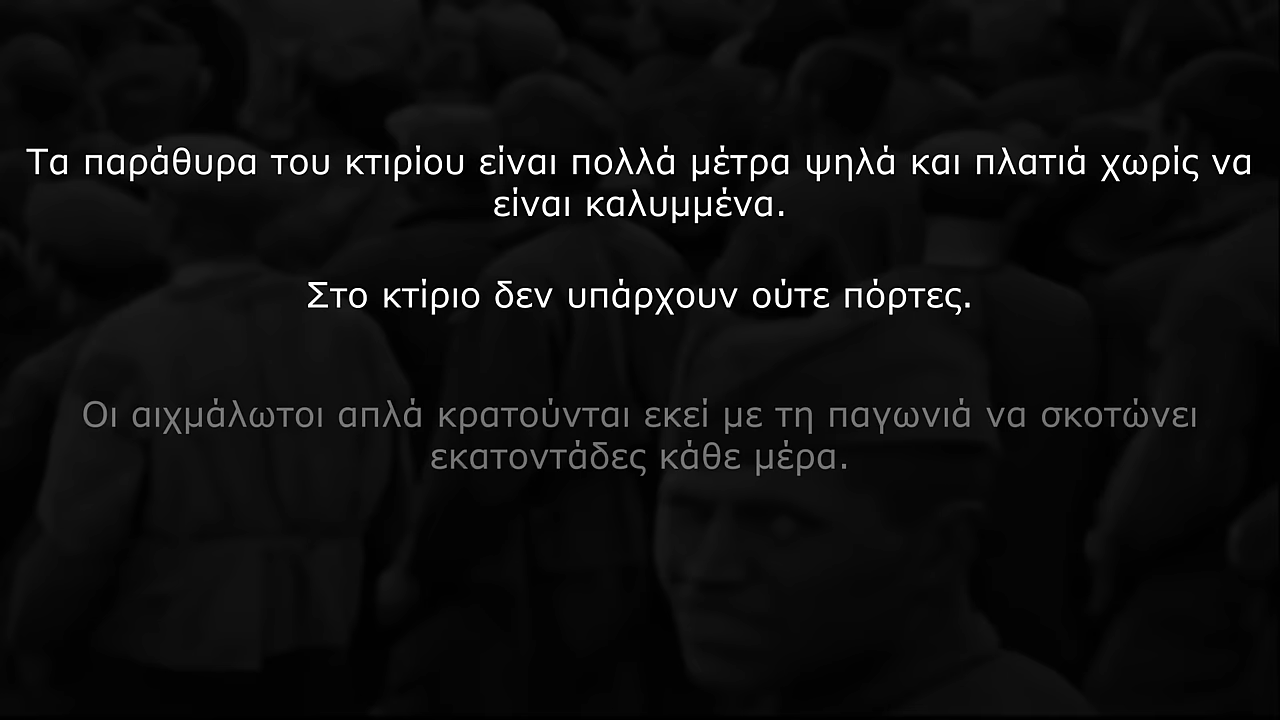 Τα παράθυρα του κτιρίου είναι πολλά μέτρα ψηλά και πλατιά χωρίς να
είναι καλυμμένα.
Στο κτίριο δεν υπάρχουν ούτε πόρτες.
Οι αιχμάλωτοι απλά κρατούνται εκεί με τη παγωνιά να σκοτώνει
εκατοντάδες κάθε μέρα.